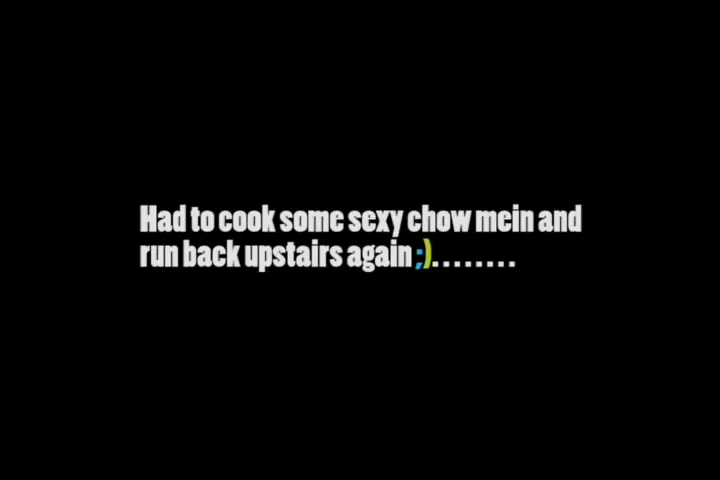 Had to cook some sexy chow mein and
run back upstairs again ;)........